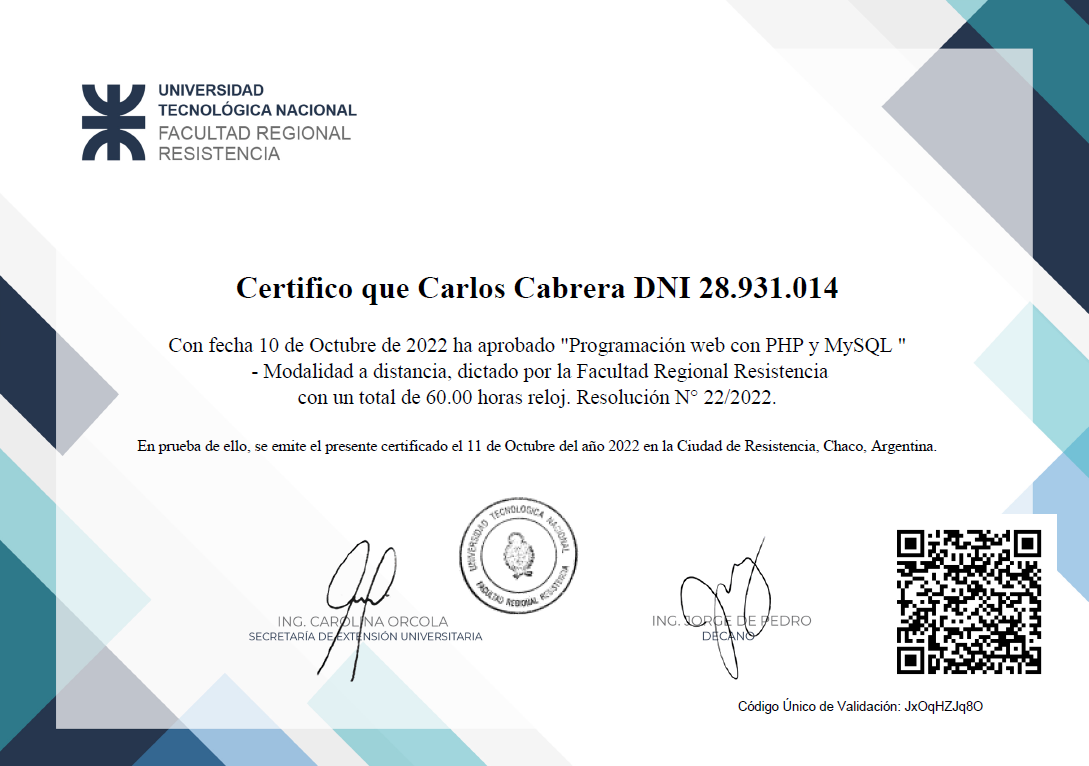 UNIVERSIDAD
TECNOLÓGICA NACIONAL
FACULTAD REGIONAL
RESISTENCIA
Certifico que Carlos Cabrera DNI 28.931.014
Con fecha 10 de Octubre de 2022 ha aprobado "Programación web con PHP y MySQL "
- Modalidad a distancia, dictado por la Facultad Regional Resistencia
con un total de 60.00 horas reloj. Resolución N° 22/2022.
En prueba de ello, se emite el presente certificado el 11 de Octubre del año 2022 en la Ciudad de Resistencia, Chaco, Argentina.
UNIVERSIDAD TECNOLOGICA NACIONAL
FACULTAD REGIONAL RESISTENCIA
ING. CAROLINA ORCOLA
SECRETARÍA DE EXTENSIÓN UNIVERSITARIA
ING. JORGE DE PEDRO
DECANO
Código Único de Validación: JxOqHZJq8O